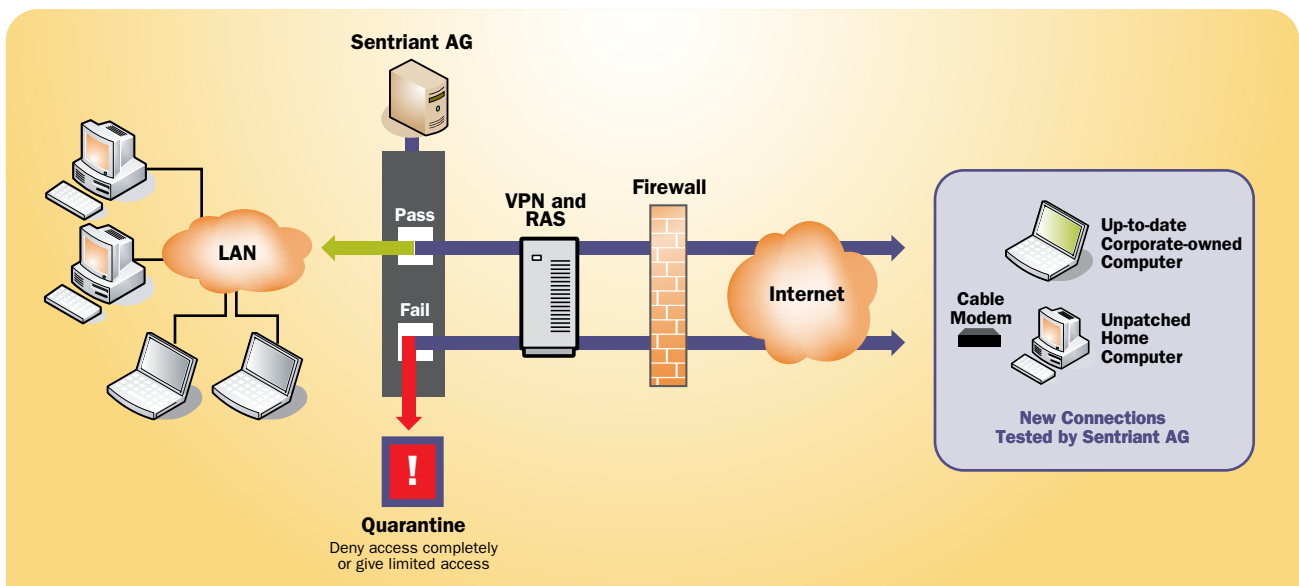 Sentriant AG
Pass
Fail
LAN
VPN and
RAS
Firewall
Internet
Up-to-date
Corporate-owned
Computer
Cable
Modem
Unpatched
Home
Computer
New Connections
Tested by Sentriant AG
!
Quarantine
Deny access completely
or give limited access